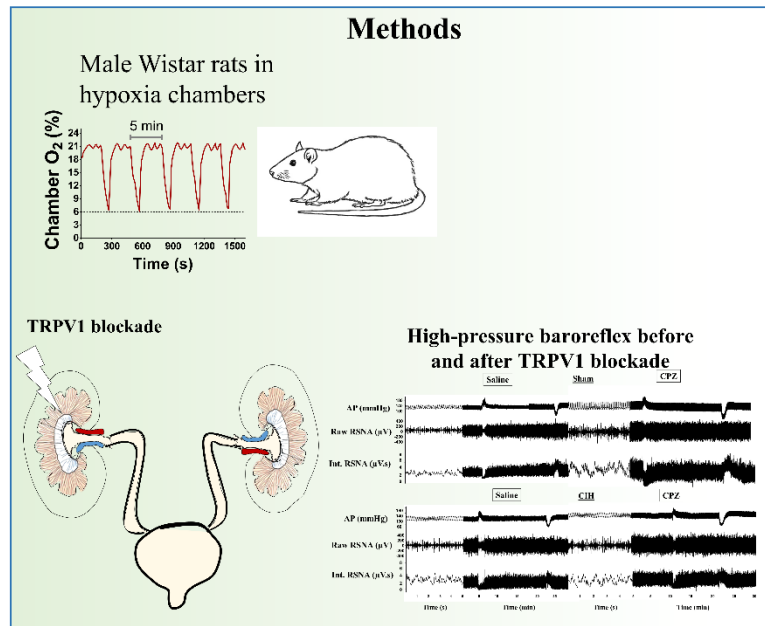 Methods
Male Wistar rats in
hypoxia chambers
5 min
Chamber O₂ (%)
24
21
18
15
12
9
6
3
0
0 300 600 900 1200 1500
Time (s)
TRPV1 blockade
High-pressure baroreflex before
and after TRPV1 blockade
Saline Sham CPZ
AP (mmHg)
Raw RSNA (µV)
Int. RSNA (µV.s)
Saline CIH CPZ
AP (mmHg)
Raw RSNA (µV)
Int. RSNA (µV.s)
Time (s) Time (min) Time (s) Time (min)